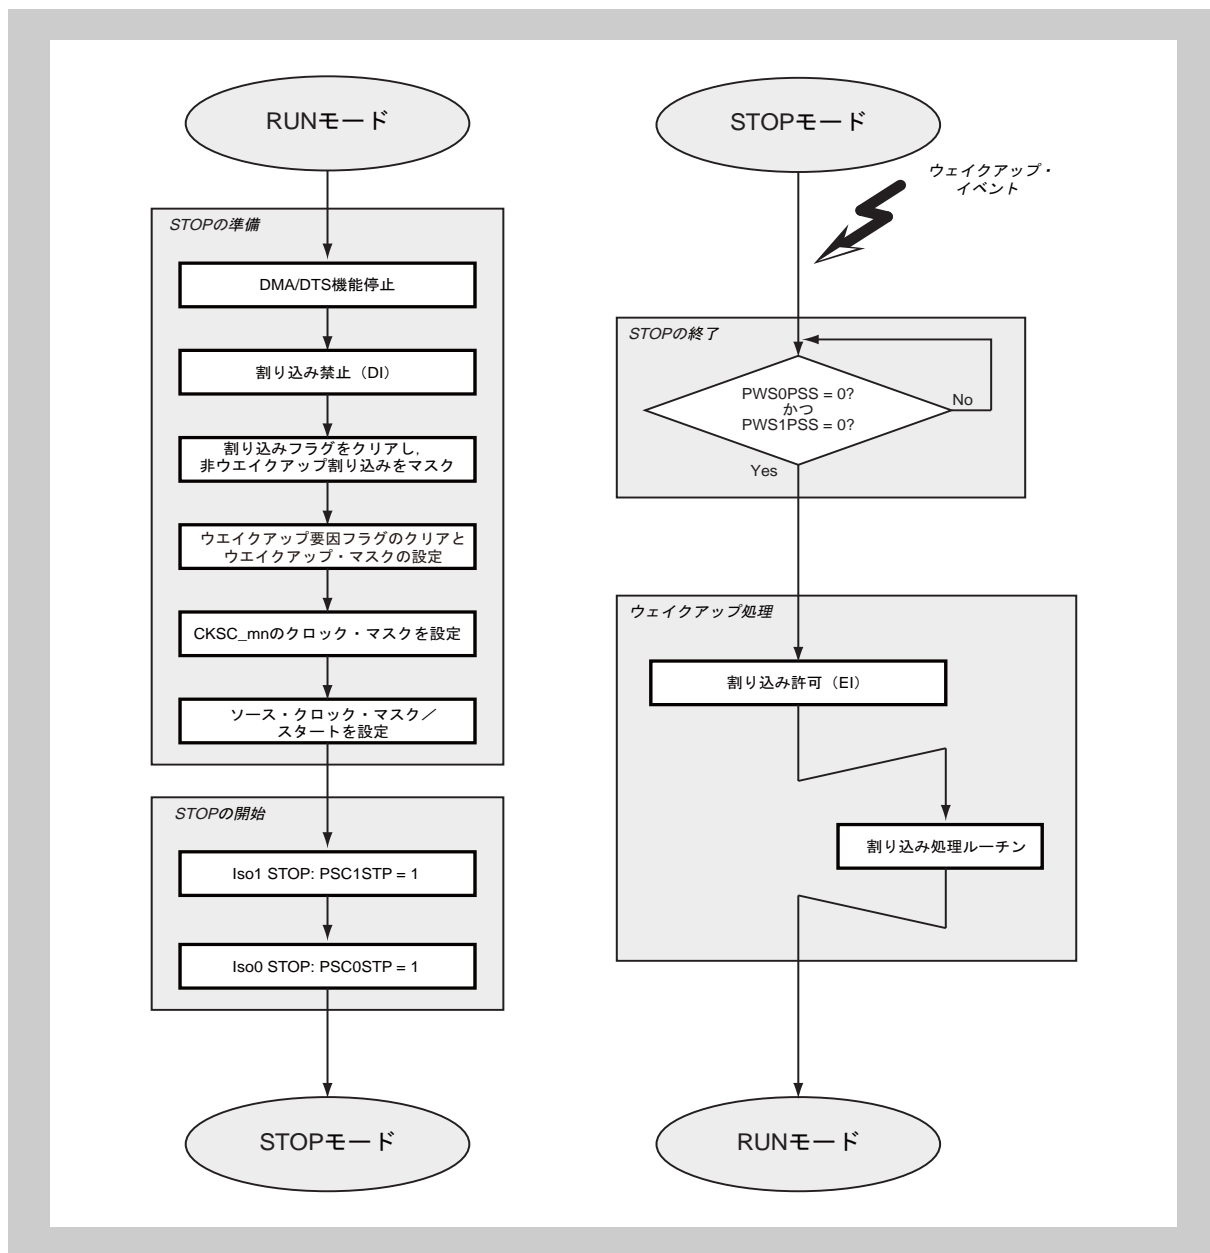 RUNモード
STOPの準備
DMA/DTS機能停止
割り込み禁止（DI）
割り込みフラグをクリアし，
非ウエイクアップ割り込みをマスク
ウエイクアップ要因フラグのクリアと
ウエイクアップ・マスクの設定
CKSC_mnのクロック・マスクを設定
ソース・クロック・マスク／
スタートを設定
STOPの開始
Iso1 STOP: PSC1STP = 1
Iso0 STOP: PSC0STP = 1
STOPモード
STOPモード
ウェイクアップ・
イベント
STOPの終了
PWS0PSS = 0?
かつ
PWS1PSS = 0?
No
Yes
ウェイクアップ処理
割り込み許可（EI）
割り込み処理ルーチン
RUNモード